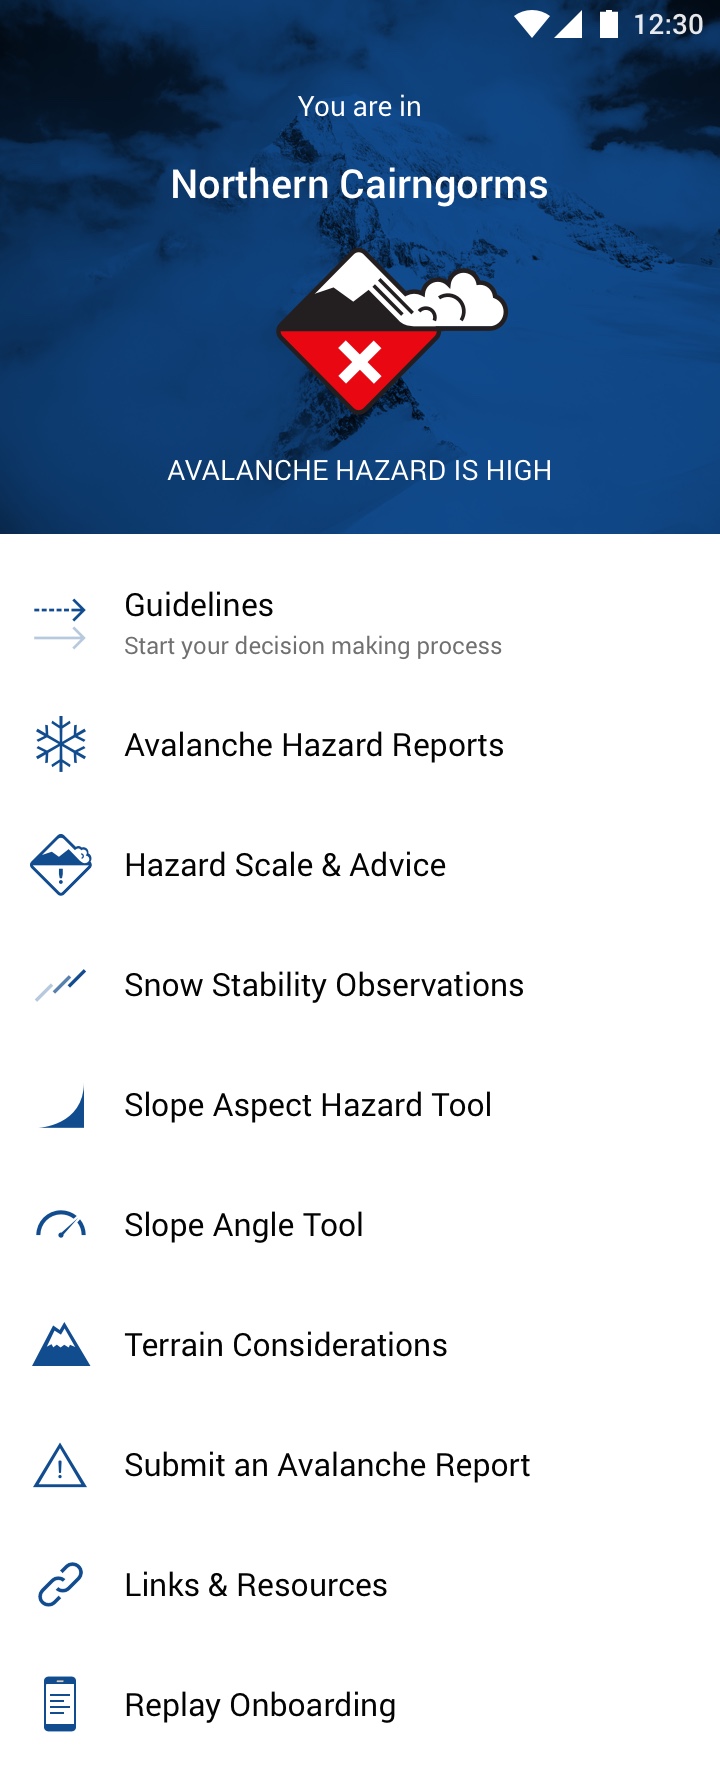 12:30
You are in
Northern Cairngorms
AVALANCHE HAZARD IS HIGH
Guidelines
Start your decision making process
Avalanche Hazard Reports
Hazard Scale & Advice
Snow Stability Observations
Slope Aspect Hazard Tool
Slope Angle Tool
Terrain Considerations
Submit an Avalanche Report
Links & Resources
Replay Onboarding